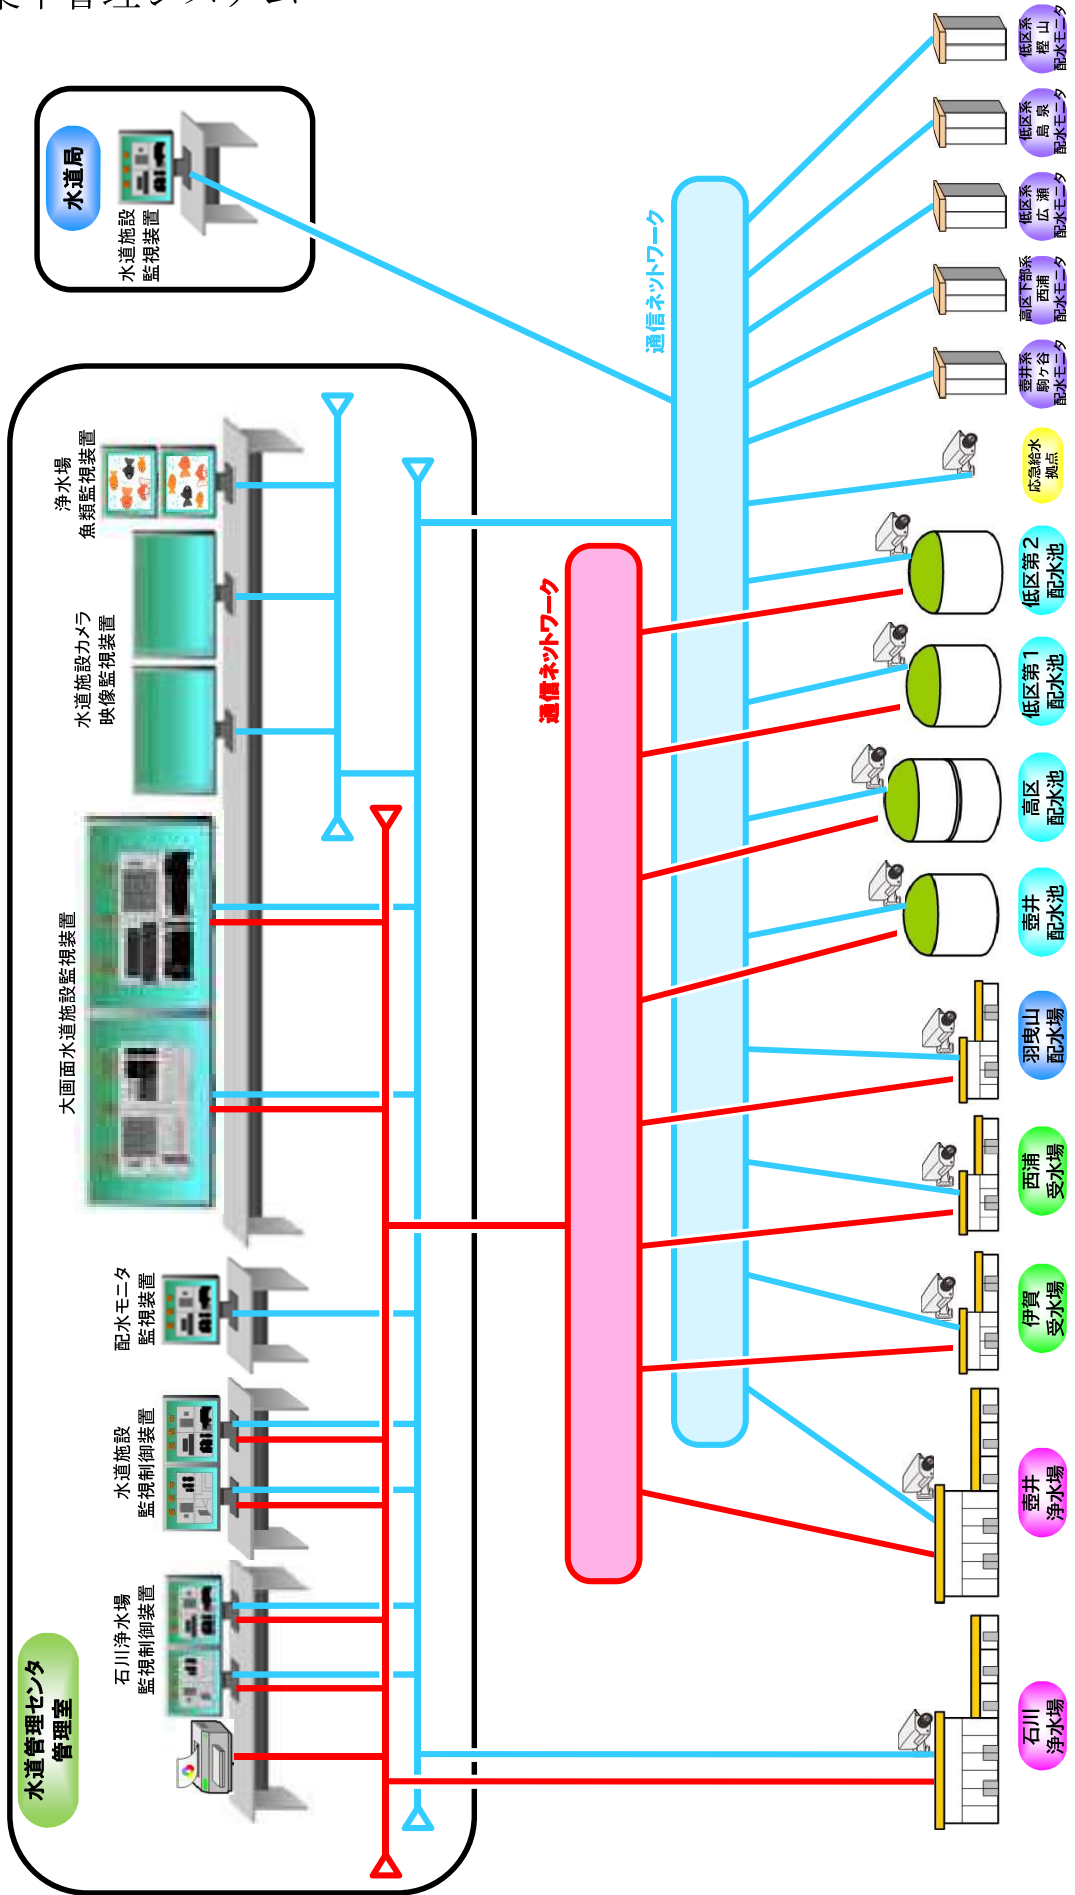 水道管理センタ
管理室
石川浄水場
監視制御装置
水道施設
監視制御装置
配水モニタ
監視装置
大画面水道施設監視装置
水道施設カメラ
映像監視装置
浄水場
魚類監視装置
水道局
水道施設
監視装置
通信ネットワーク
通信ネットワーク
石川
浄水場
壺井
浄水場
伊賀
受水場
西浦
受水場
羽曳山
配水場
壺井
配水池
高区
配水池
低区第1
配水池
低区第2
配水池
応急給水
拠点
壺井系
駒ヶ谷
配水モニタ
高区下部系
西浦
配水モニタ
低区系
広瀬
配水モニタ
低区系
島泉
配水モニタ
低区系
樫山
配水モニタ
管理システム